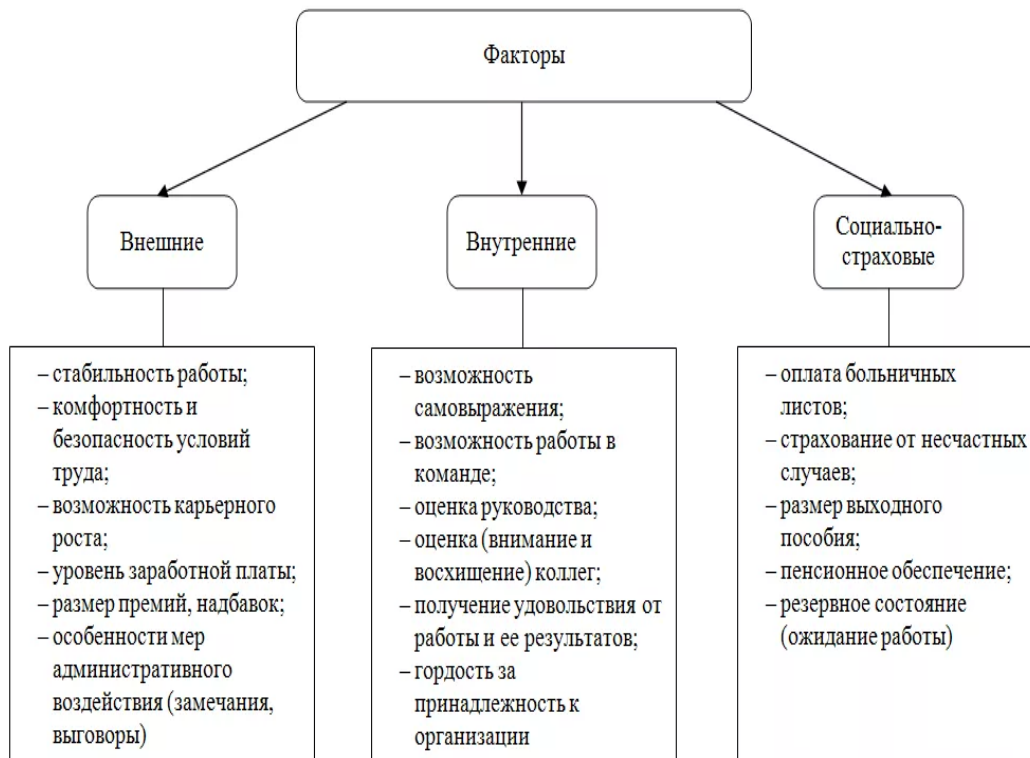 Факторы
Внешние
Внутренние
Социально-
страховые
– стабильность работы;
– комфортность и
безопасность условий
труда;
– возможность карьерного
роста;
– уровень заработной платы;
– размер премий, надбавок;
– особенности мер
административного
воздействия (замечания,
выговоры)
– возможность
самовыражения;
– возможность работы в
команде;
– оценка руководства;
– оценка (внимание и
восхищение) коллег;
– получение удовольствия от
работы и ее результатов;
– гордость за
принадлежность к
организации
– оплата больничных
листов;
– страхование от несчастных
случаев;
– размер выходного
пособия;
– пенсионное обеспечение;
– резервное состояние
(ожидание работы)